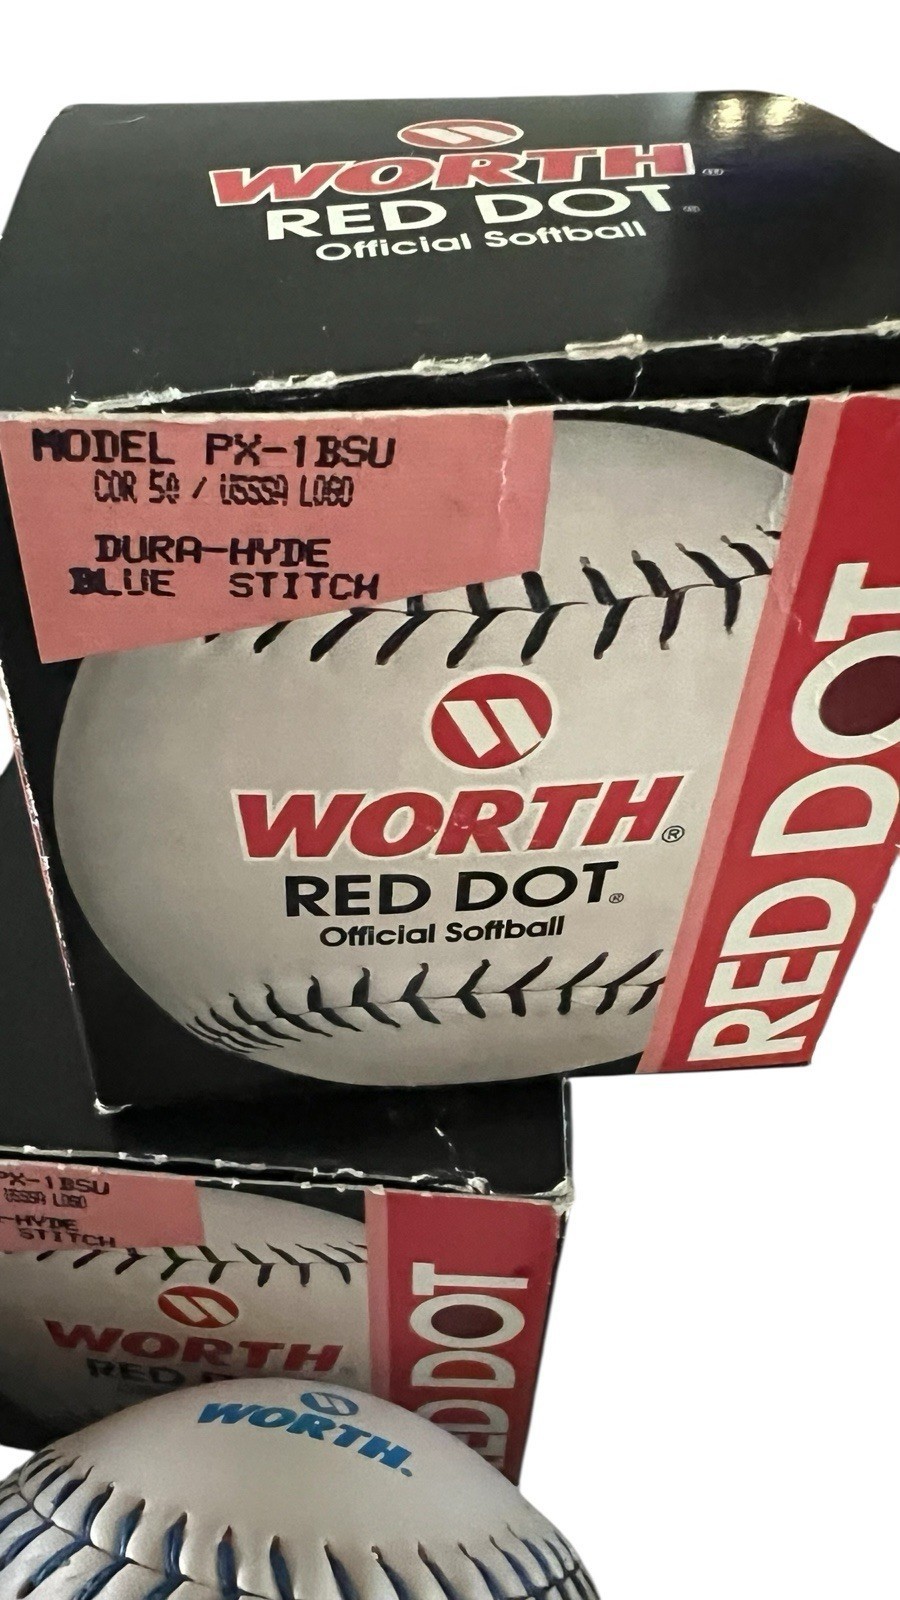 WORTH®
RED DOT®
Official Softball
MODEL PX-1BSU
COR 50 / USSSA LOGO
DURA-HYDE
BLUE STITCH
WORTH®
RED DOT®
Official Softball
RED DOT
PX-1BSU
USSSA LOGO
-HYDE
STITCH
WORTH
RED
RED DOT
WORTH